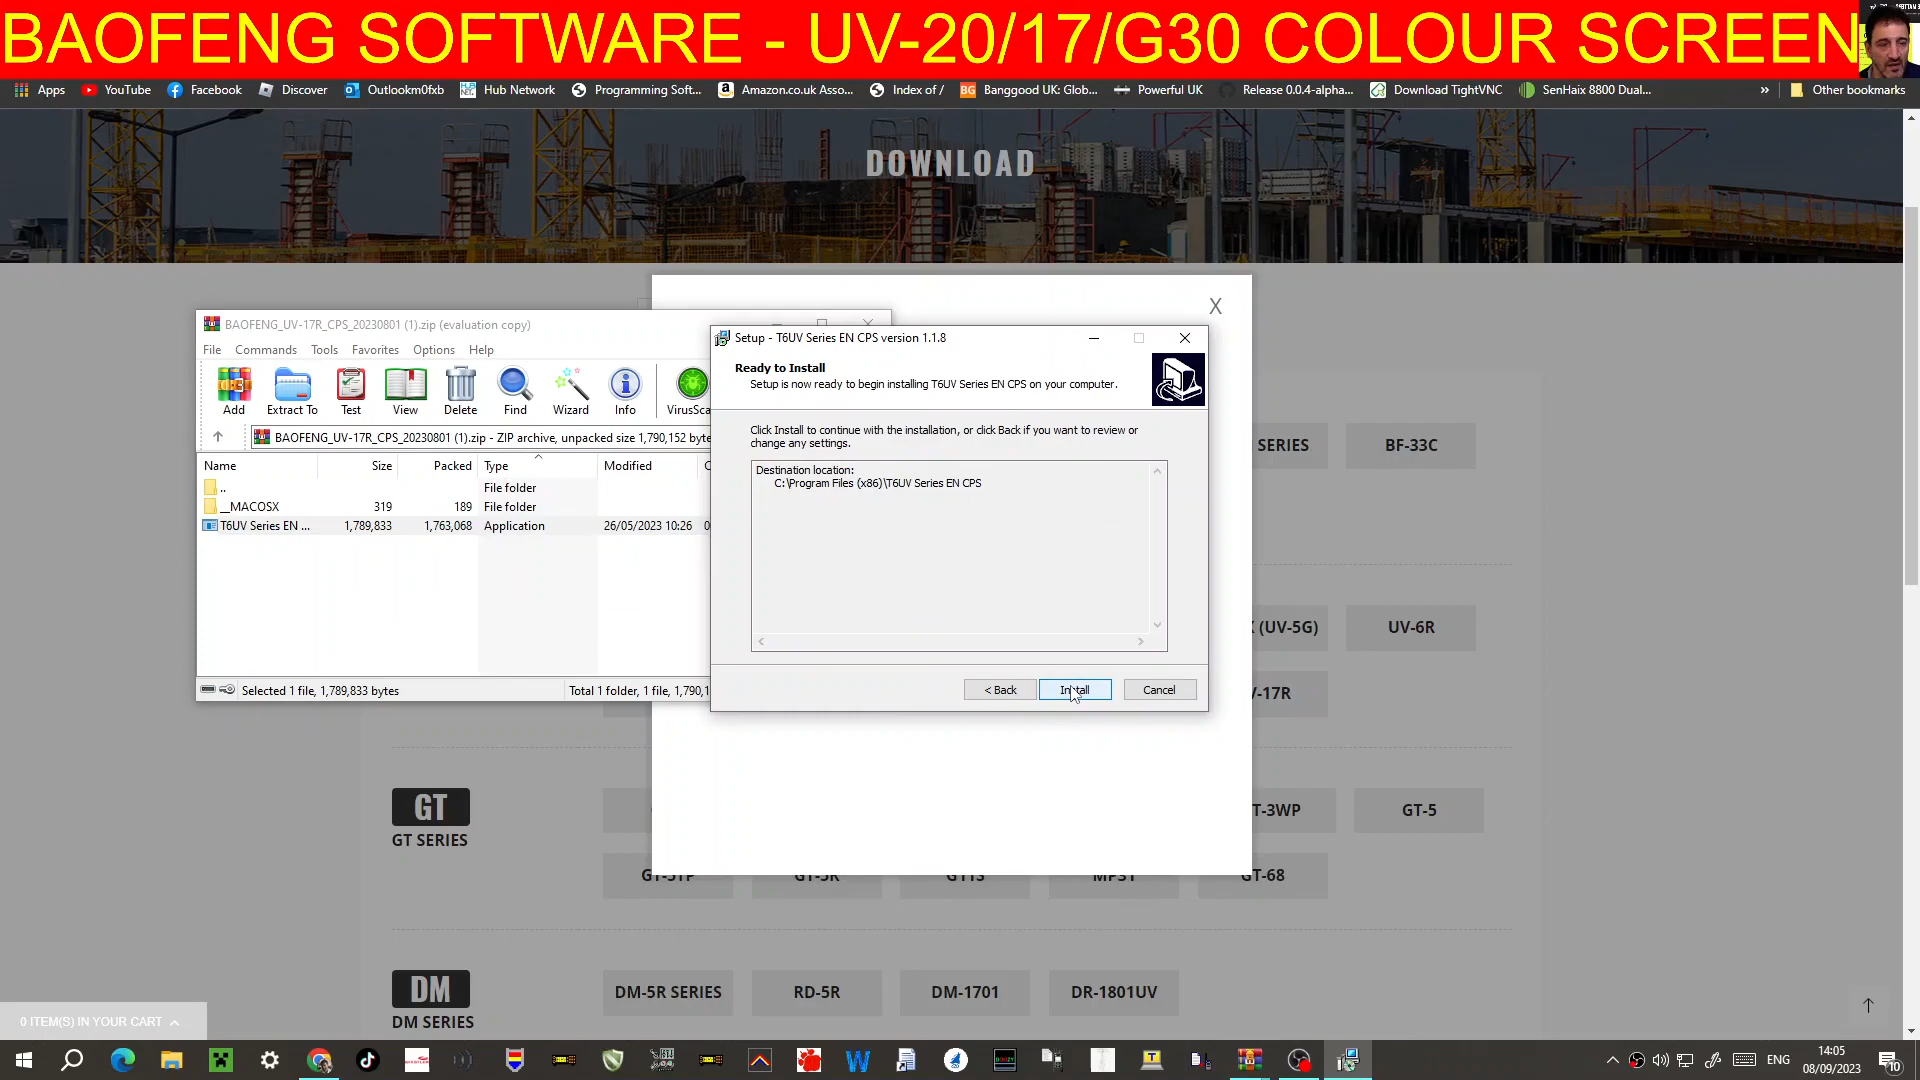 BAOFENG SOFTWARE - UV-20/17/G30 COLOUR SCREEN
Apps YouTube Facebook Discover Outlookm0fxb Hub Network Programming Soft... Amazon.co.uk Asso... Index of / Banggood UK: Glob... Powerful UK Release 0.0.4-alpha... Download TightVNC SenHaix 8800 Dual... » Other bookmarks
DOWNLOAD
X
BAOFENG_UV-17R_CPS_20230801 (1).zip (evaluation copy)
File Commands Tools Favorites Options Help
Add Extract To Test View Delete Find Wizard Info VirusSca
BAOFENG_UV-17R_CPS_20230801 (1).zip - ZIP archive, unpacked size 1,790,152 byte
Name Size Packed Type Modified C
.. File folder
__MACOSX 319 189 File folder
T6UV Series EN ... 1,789,833 1,763,068 Application 26/05/2023 10:26 0
Selected 1 file, 1,789,833 bytes Total 1 folder, 1 file, 1,790,1
Setup - T6UV Series EN CPS version 1.1.8
Ready to Install
Setup is now ready to begin installing T6UV Series EN CPS on your computer.
Click Install to continue with the installation, or click Back if you want to review or
change any settings.
Destination location:
C:\Program Files (x86)\T6UV Series EN CPS
< Back Install Cancel
SERIES BF-33C
(UV-5G) UV-6R
-17R
GT
GT SERIES
T-3WP GT-5
GT-5R GT-68
DM
DM SERIES
DM-5R SERIES RD-5R DM-1701 DR-1801UV
0 ITEM(S) IN YOUR CART
ENG
14:05
08/09/2023
10